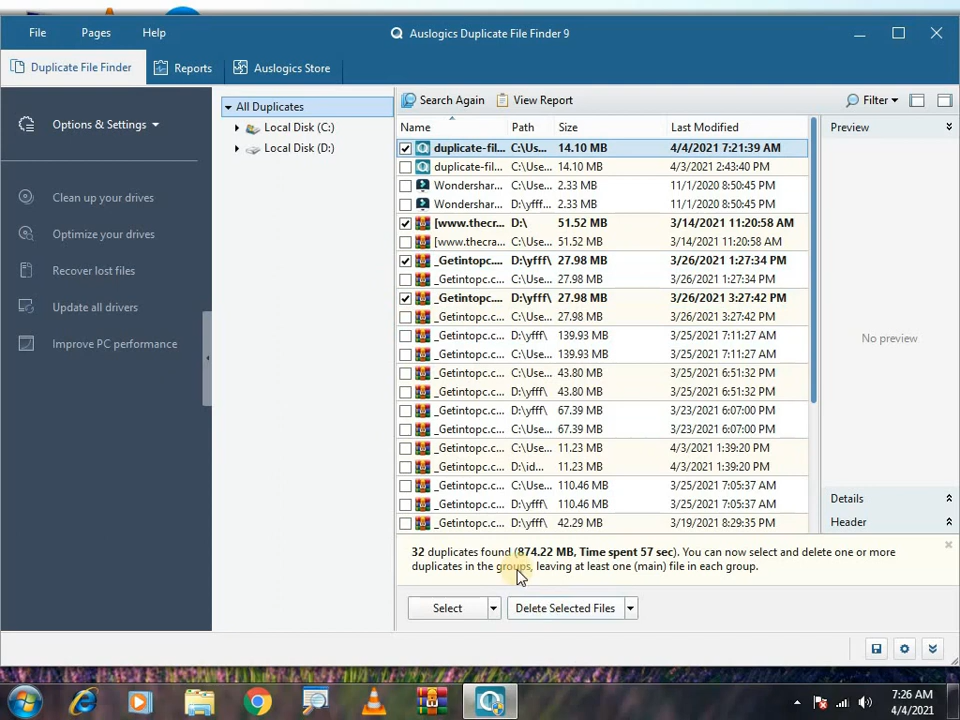 File Pages Help Auslogics Duplicate File Finder 9
Duplicate File Finder Reports Auslogics Store
Options & Settings
Clean up your drives
Optimize your drives
Recover lost files
Update all drivers
Improve PC performance
All Duplicates
Local Disk (C:)
Local Disk (D:)
Search Again View Report Filter
Name Path Size Last Modified
duplicate-fil... C:\Us... 14.10 MB 4/4/2021 7:21:39 AM
duplicate-fil... C:\Use... 14.10 MB 4/3/2021 2:43:40 PM
Wondershar... C:\Use... 2.33 MB 11/1/2020 8:50:45 PM
Wondershar... D:\yfff... 2.33 MB 11/1/2020 8:50:45 PM
[www.thecr... D:\ 51.52 MB 3/14/2021 11:20:58 AM
[www.thecra... C:\Use... 51.52 MB 3/14/2021 11:20:58 AM
_Getintopc.... D:\yfff\ 27.98 MB 3/26/2021 1:27:34 PM
_Getintopc.c... C:\Use... 27.98 MB 3/26/2021 1:27:34 PM
_Getintopc.... D:\yfff\ 27.98 MB 3/26/2021 3:27:42 PM
_Getintopc.c... C:\Use... 27.98 MB 3/26/2021 3:27:42 PM
_Getintopc.c... D:\yfff\ 139.93 MB 3/25/2021 7:11:27 AM
_Getintopc.c... C:\Use... 139.93 MB 3/25/2021 7:11:27 AM
_Getintopc.c... C:\Use... 43.80 MB 3/25/2021 6:51:32 PM
_Getintopc.c... D:\yfff\ 43.80 MB 3/25/2021 6:51:32 PM
_Getintopc.c... D:\yfff\ 67.39 MB 3/23/2021 6:07:00 PM
_Getintopc.c... C:\Use... 67.39 MB 3/23/2021 6:07:00 PM
_Getintopc.c... C:\Use... 11.23 MB 4/3/2021 1:39:20 PM
_Getintopc.c... D:\id... 11.23 MB 4/3/2021 1:39:20 PM
_Getintopc.c... C:\Use... 110.46 MB 3/25/2021 7:05:37 AM
_Getintopc.c... D:\yfff\ 110.46 MB 3/25/2021 7:05:37 AM
_Getintopc.c... D:\yfff\ 42.29 MB 3/19/2021 8:29:35 PM
Preview
No preview
Details
Header
32 duplicates found (874.22 MB, Time spent 57 sec). You can now select and delete one or more
duplicates in the groups, leaving at least one (main) file in each group.
Select Delete Selected Files
7:26 AM
4/4/2021